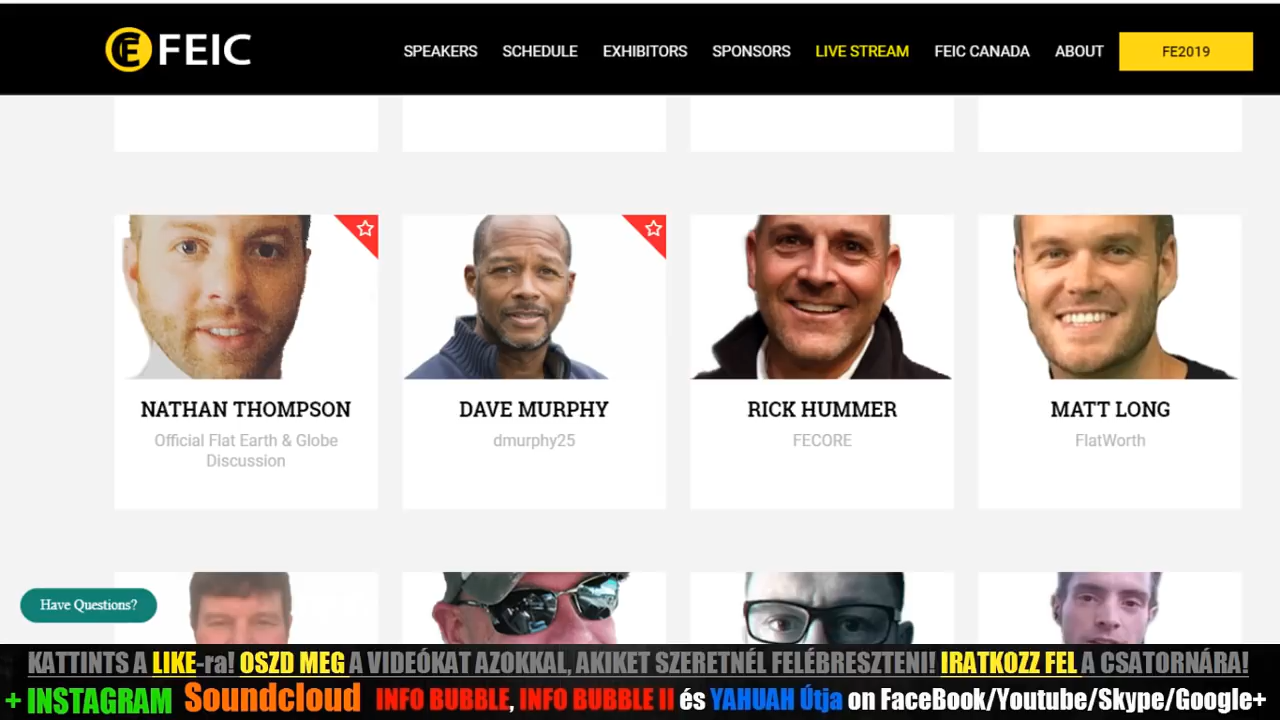 FEIC
SPEAKERS SCHEDULE EXHIBITORS SPONSORS LIVE STREAM FEIC CANADA ABOUT FE2019
NATHAN THOMPSON
Official Flat Earth & Globe
Discussion
DAVE MURPHY
dmurphy25
RICK HUMMER
FECORE
MATT LONG
FlatWorth
Have Questions?
KATTINTS A LIKE-ra! OSZD MEG A VIDEÓKAT AZOKKAL, AKIKET SZERETNÉL FELÉBRESZTENI! IRATKOZZ FEL A CSATORNÁRA!
+ INSTAGRAM Soundcloud INFO BUBBLE, INFO BUBBLE II és YAHUAH Útja on FaceBook/Youtube/Skype/Google+